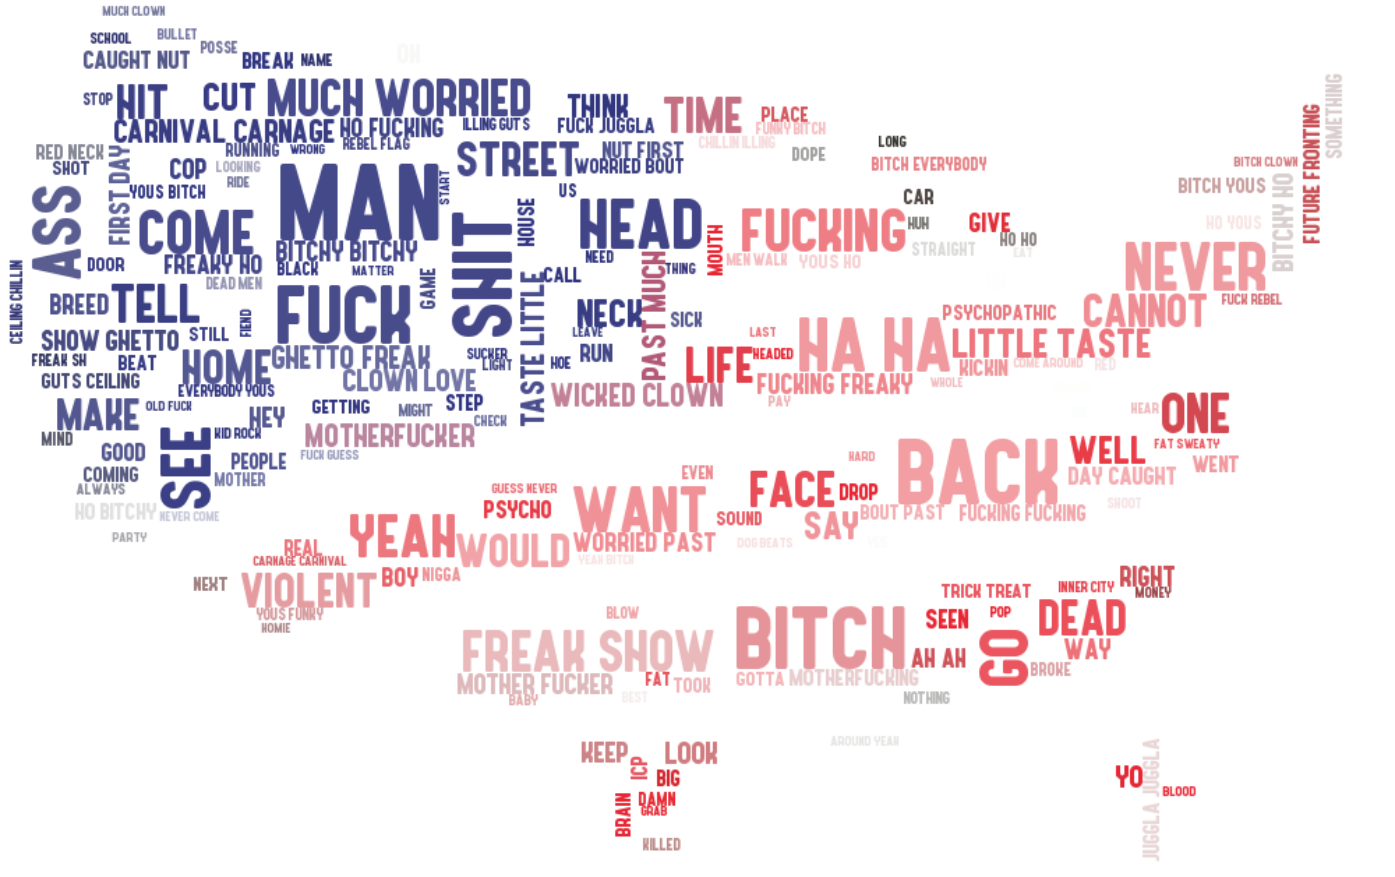 MUCH CLOWN
SCHOOL
BULLET
POSSE
CAUGHT NUT
BREAK
NAME
OH
STOP
HIT
CUT
MUCH WORRIED
THINK
TIME
PLACE
SOMETHING
CARNIVAL CARNAGE
HO FUCKING
ILLING GUTS
FUCK JUGGLA
FUNKY BITCH
FUTURE FRONTING
RED NECK
FIRST DAY
RUNNING
WRONG
REBEL FLAG
STREET
NUT FIRST
CHILLIN ILLING
DOPE
LONG
SHOT
COP
LOOKING
RIDE
WORRIED BOUT
BITCH EVERYBODY
BITCH CLOWN
ASS
YOUS BITCH
MAN
START
US
CAR
BITCH YOUS
BITCHY HO
COME
SHIT
HOUSE
HEAD
MOUTH
FUCKING
HUH
GIVE
HO YOUS
BITCHY BITCHY
STRAIGHT
HO HO
EAT
DOOR
FREAKY HO
BLACK
MATTER
NEED
THING
MEN WALK
YOUS HO
NEVER
CEILING CHILLIN
DEAD MEN
GAME
CALL
BREED
TELL
FUCK
TASTE LITTLE
NECK
PAST MUCH
SICK
PSYCHOPATHIC
CANNOT
FUCK REBEL
SHOW GHETTO
STILL
FIEND
LEAVE
LAST
HA HA
LITTLE TASTE
FREAK SH
BEAT
HOME
GHETTO FREAK
SUCKER
LIGHT
HOE
RUN
LIFE
HEADED
KICKIN
COME AROUND
RED
GUTS CEILING
EVERYBODY YOUS
CLOWN LOVE
WICKED CLOWN
FUCKING FREAKY
WHOLE
MAKE
OLD FUCK
HEY
GETTING
MIGHT
STEP
CHECK
PAY
HEAR
ONE
MIND
SEE
KID ROCK
MOTHERFUCKER
FAT SWEATY
GOOD
PEOPLE
FUCK GUESS
HARD
BACK
WELL
WENT
COMING
MOTHER
EVEN
DAY CAUGHT
ALWAYS
GUESS NEVER
FACE
DROP
HO BITCHY
NEVER COME
PSYCHO
WANT
SOUND
SAY
BOUT PAST
FUCKING FUCKING
SHOOT
PARTY
YEAH
WOULD
WORRIED PAST
DOG BEATS
YES
REAL
CARNAGE CARNIVAL
YEAH BITCH
NEXT
VIOLENT
BOY
NIGGA
TRICK TREAT
INNER CITY
RIGHT
MONEY
YOUS FUNKY
HOMIE
BLOW
BITCH
SEEN
POP
DEAD
FREAK SHOW
AH AH
GO
WAY
MOTHER FUCKER
FAT
TOOK
GOTTA
MOTHERFUCKING
BROKE
BABY
BEST
NOTHING
KEEP
LOOK
AROUND YEAH
ICP
BIG
YO
JUGGLA JUGGLA
BLOOD
BRAIN
DAMN
GRAB
KILLED